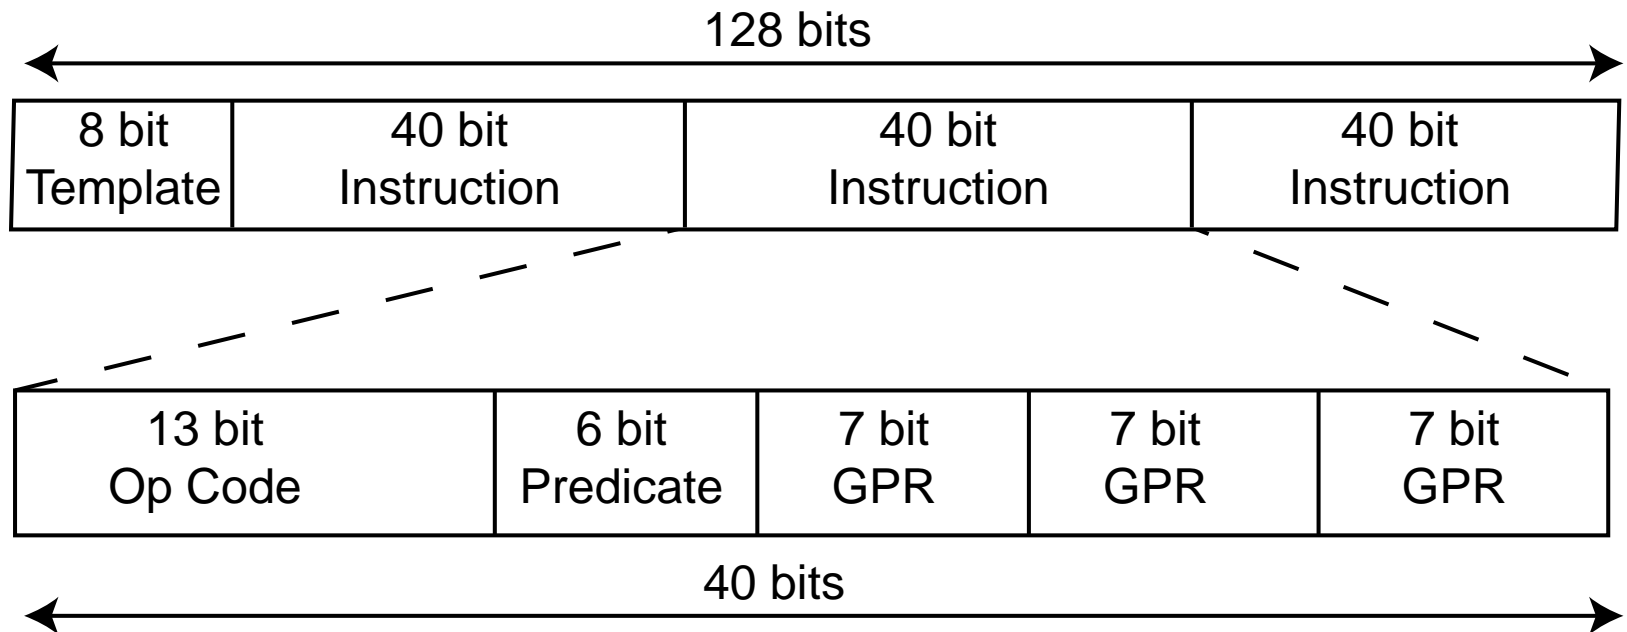 128 bits
8 bit 40 bit 40 bit 40 bit
Template Instruction Instruction Instruction
13 bit 6 bit 7 bit 7 bit 7 bit
Op Code Predicate GPR GPR GPR
40 bits